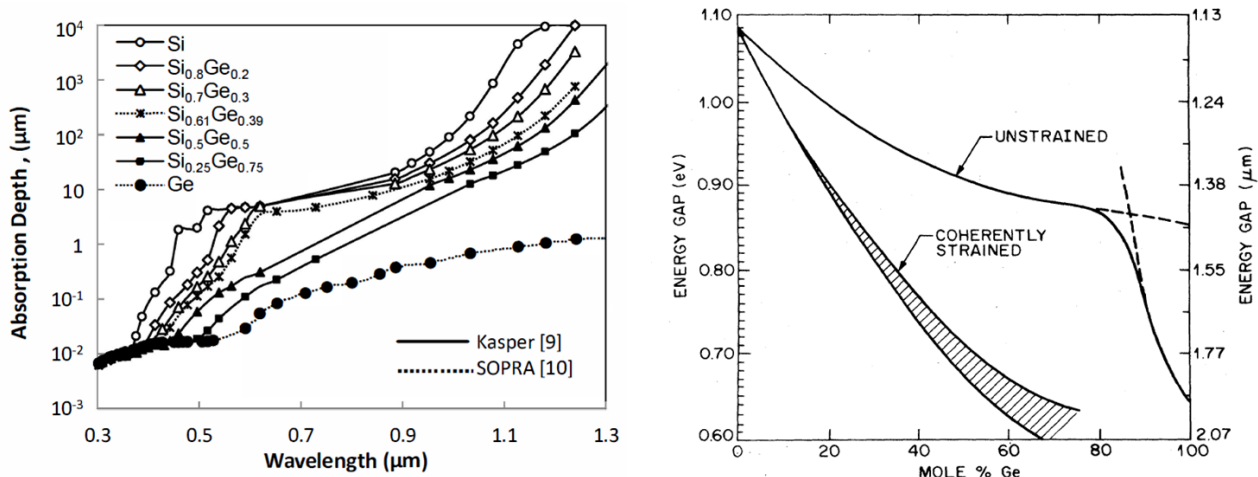 10^4
10^3
10^2
10
1
10^-1
10^-2
10^-3
Absorption Depth , (μm)
Si
Si0.8Ge0.2
Si0.7Ge0.3
Si0.61Ge0.39
Si0.5Ge0.5
Si0.25Ge0.75
Ge
Kasper [9]
SOPRA [10]
0.3 0.5 0.7 0.9 1.1 1.3
Wavelength (μm)
1.10
1.00
0.90
0.80
0.70
0.60
ENERGY GAP (eV)
UNSTRAINED
COHERENTLY
STRAINED
1.13
1.24
1.38
1.55
1.77
2.07
ENERGY GAP (μm)
0 20 40 60 80 100
MOLE % Ge